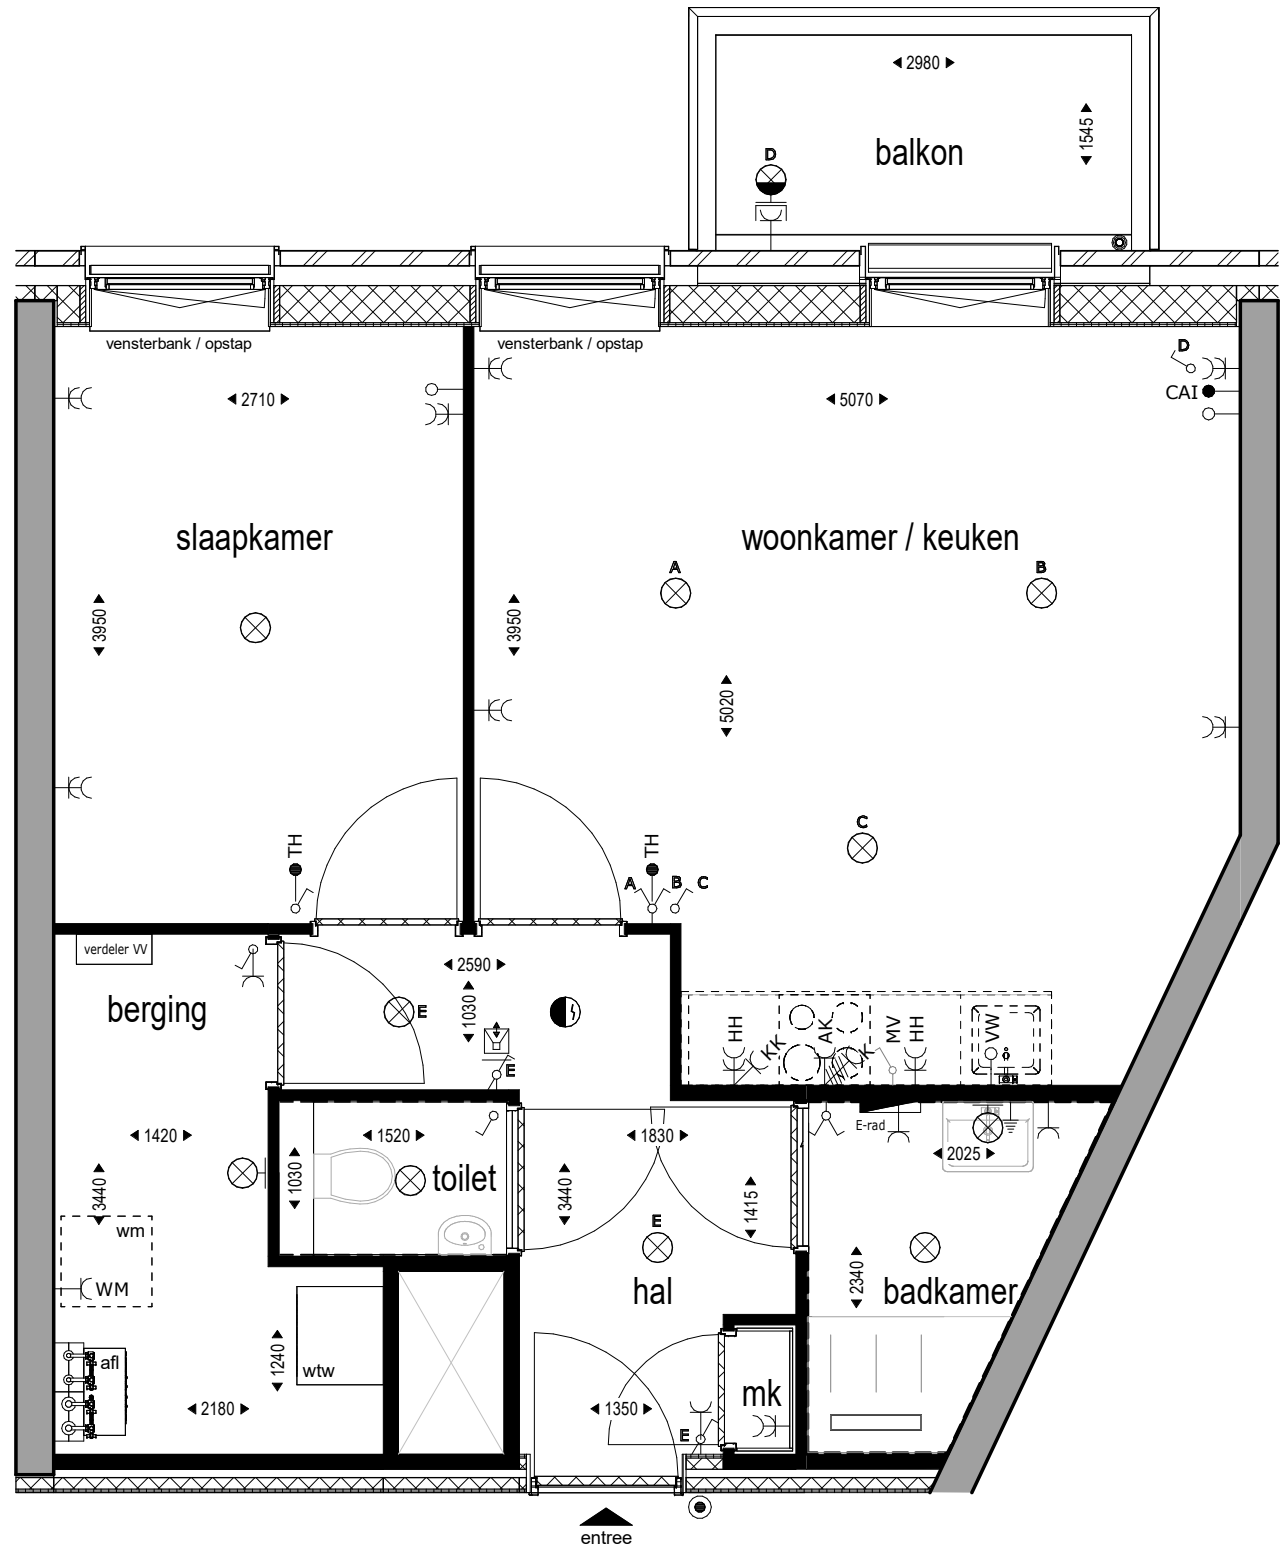 2980
1545
balkon
D
vensterbank / opstap
vensterbank / opstap
D
CAI
2710
5070
slaapkamer
woonkamer / keuken
A
B
3950
3950
5020
C
TH
TH
A
B
C
verdeler VV
2590
berging
E
1030
HH
KK
AK
MV
HH
VW
E
E-rad
1420
1520
1830
2025
3440
1030
toilet
3440
1415
wm
E
WM
hal
2340
badkamer
afl
1240
wtw
mk
2180
1350
E
entree